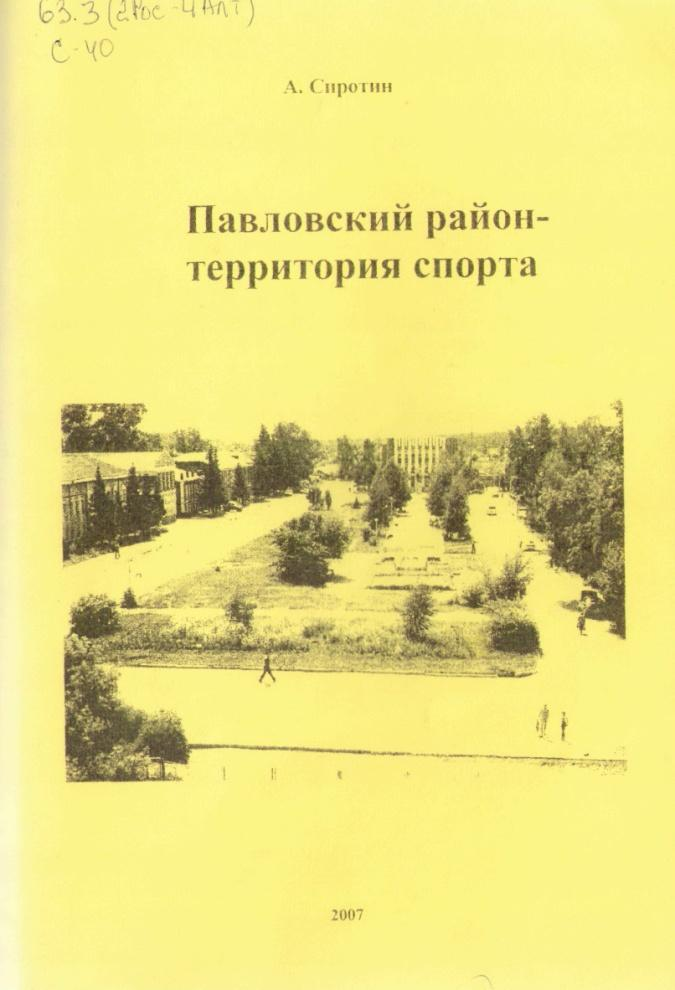 63.3(2Рос-4Алт)
С-40
А. Сиротин
Павловский район-
территория спорта
2007